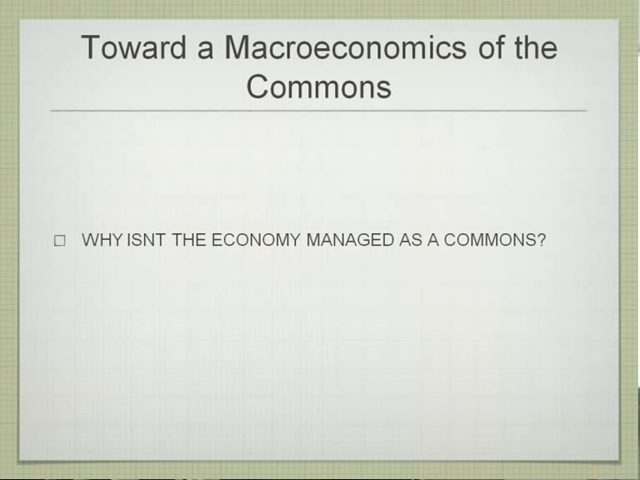 Toward a Macroeconomics of the
Commons
WHY ISNT THE ECONOMY MANAGED AS A COMMONS?